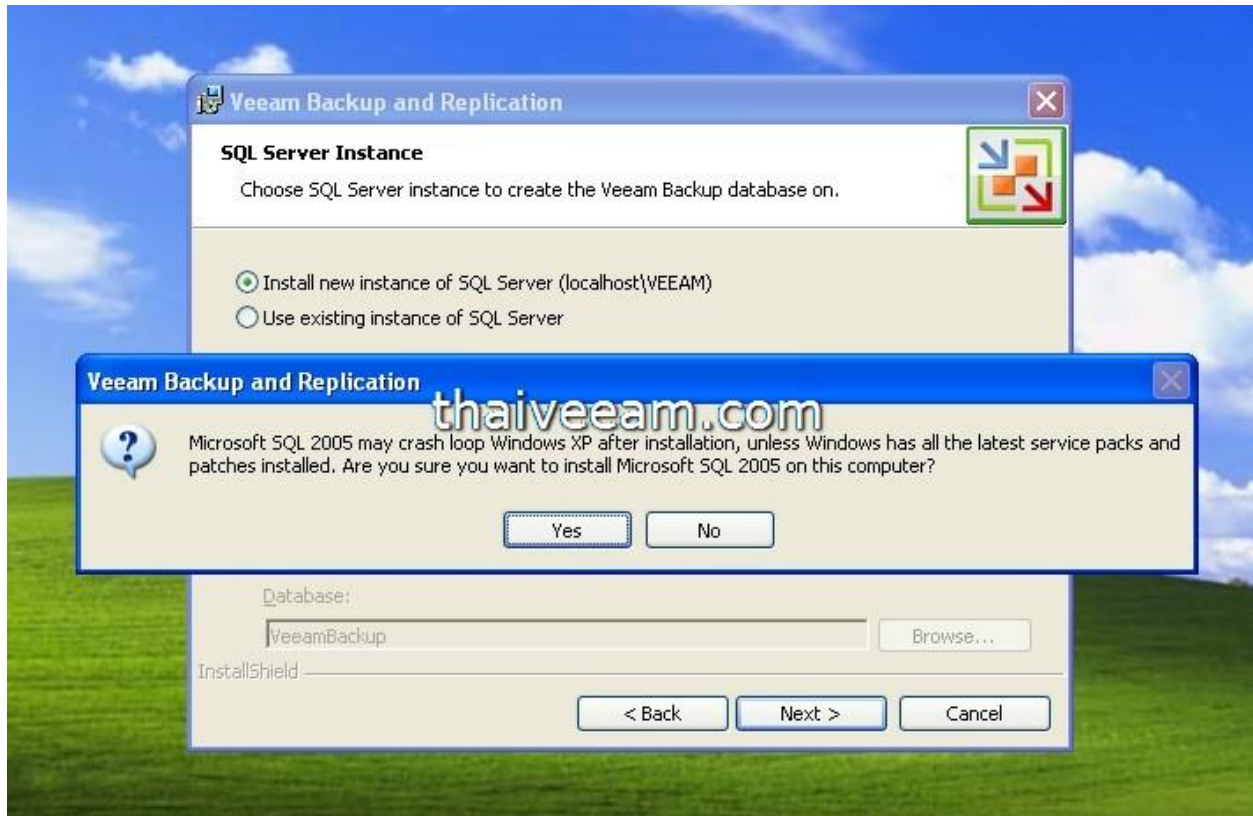 Veeam Backup and Replication
SQL Server Instance
Choose SQL Server instance to create the Veeam Backup database on.
Install new instance of SQL Server (localhost\VEEAM)
Use existing instance of SQL Server
Veeam Backup and Replication
thaiveeam.com
Microsoft SQL 2005 may crash loop Windows XP after installation, unless Windows has all the latest service packs and
patches installed. Are you sure you want to install Microsoft SQL 2005 on this computer?
Yes No
Database:
VeeamBackup Browse...
InstallShield
< Back Next > Cancel